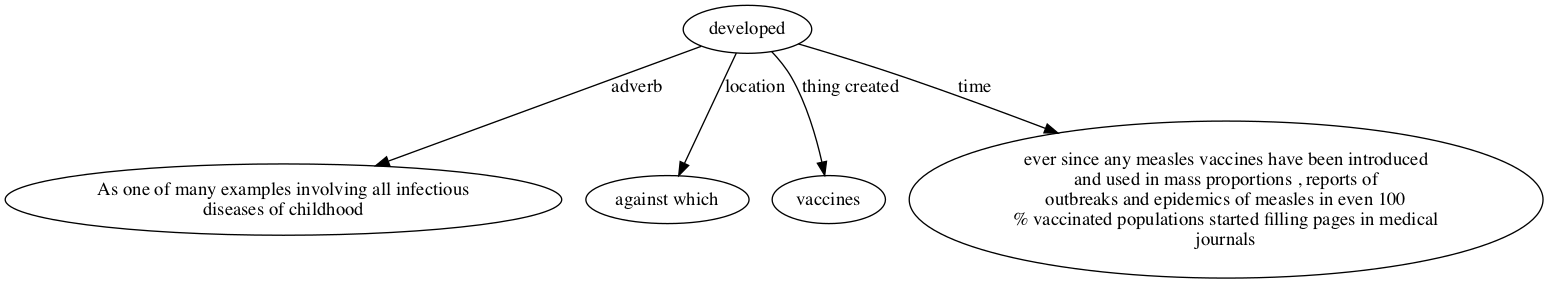 developed
adverb
location
thing created
time
As one of many examples involving all infectious
diseases of childhood
against which
vaccines
ever since any measles vaccines have been introduced
and used in mass proportions , reports of
outbreaks and epidemics of measles in even 100
% vaccinated populations started filling pages in medical
journals